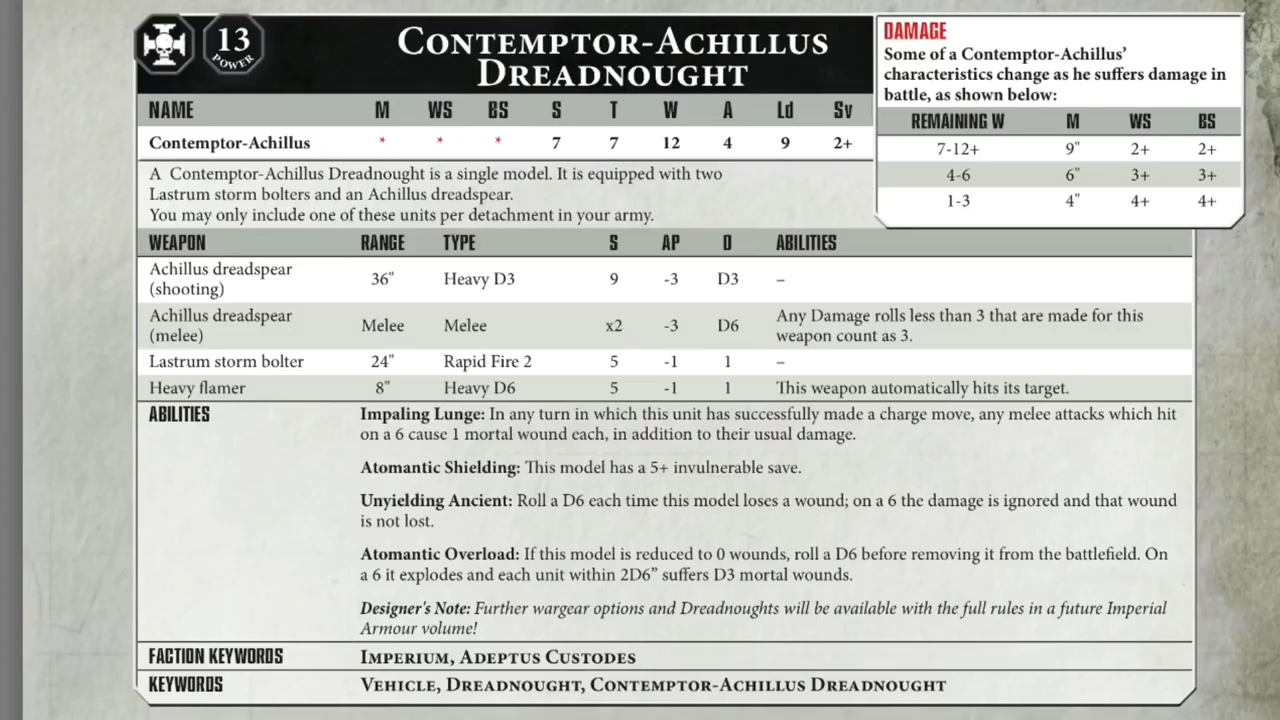 13
POWER
CONTEMPTOR-ACHILLUS
DREADNOUGHT
NAME M WS BS S T W A Ld Sv
Contemptor-Achillus * * * 7 7 12 4 9 2+
A Contemptor-Achillus Dreadnought is a single model. It is equipped with two
Lastrum storm bolters and an Achillus dreadspear.
You may only include one of these units per detachment in your army.
DAMAGE
Some of a Contemptor-Achillus’
characteristics change as he suffers damage in
battle, as shown below:
REMAINING W M WS BS
7-12+ 9" 2+ 2+
4-6 6" 3+ 3+
1-3 4" 4+ 4+
WEAPON RANGE TYPE S AP D ABILITIES
Achillus dreadspear
(shooting) 36" Heavy D3 9 -3 D3 –
Achillus dreadspear
(melee) Melee Melee x2 -3 D6 Any Damage rolls less than 3 that are made for this
weapon count as 3.
Lastrum storm bolter 24" Rapid Fire 2 5 -1 1 –
Heavy flamer 8" Heavy D6 5 -1 1 This weapon automatically hits its target.
ABILITIES
Impaling Lunge: In any turn in which this unit has successfully made a charge move, any melee attacks which hit
on a 6 cause 1 mortal wound each, in addition to their usual damage.
Atomantic Shielding: This model has a 5+ invulnerable save.
Unyielding Ancient: Roll a D6 each time this model loses a wound; on a 6 the damage is ignored and that wound
is not lost.
Atomantic Overload: If this model is reduced to 0 wounds, roll a D6 before removing it from the battlefield. On
a 6 it explodes and each unit within 2D6” suffers D3 mortal wounds.
Designer's Note: Further wargear options and Dreadnoughts will be available with the full rules in a future Imperial
Armour volume!
FACTION KEYWORDS IMPERIUM, ADEPTUS CUSTODES
KEYWORDS VEHICLE, DREADNOUGHT, CONTEMPTOR-ACHILLUS DREADNOUGHT